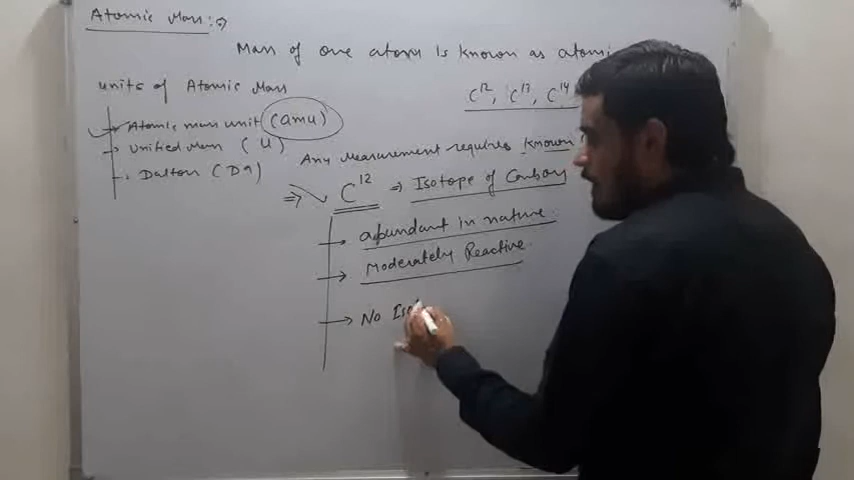 Atomic Mass :→
Mass of one atom is known as atomi
units of Atomic Mass
C12, C13, C14
→ Atomic mass unit (amu)
→ Unified Mass ( U )
→ Dalton (Da)
Any measurement requires known
⇒ C12 ⇒ Isotope of Carbon
→ abundant in nature
→ Moderately Reactive
→ No Iso